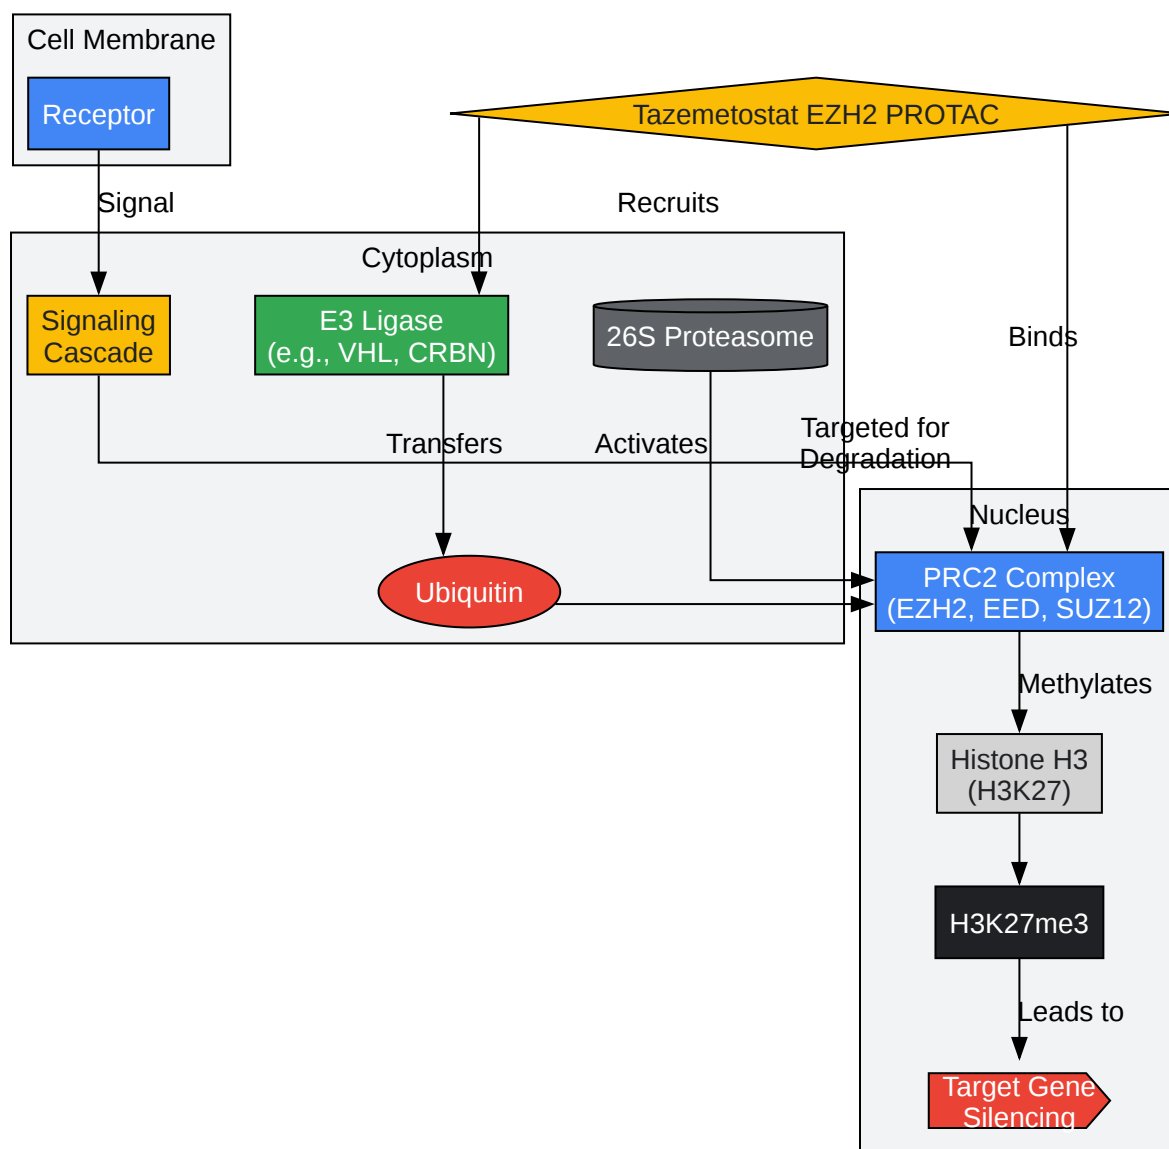 Cell Membrane
Receptor
Tazemetostat EZH2 PROTAC
Signal
Recruits
Cytoplasm
Signaling
Cascade
E3 Ligase
(e.g., VHL, CRBN)
26S Proteasome
Binds
Transfers
Activates
Targeted for
Degradation
Nucleus
Ubiquitin
PRC2 Complex
(EZH2, EED, SUZ12)
Methylates
Histone H3
(H3K27)
H3K27me3
Leads to
Target Gene
Silencing